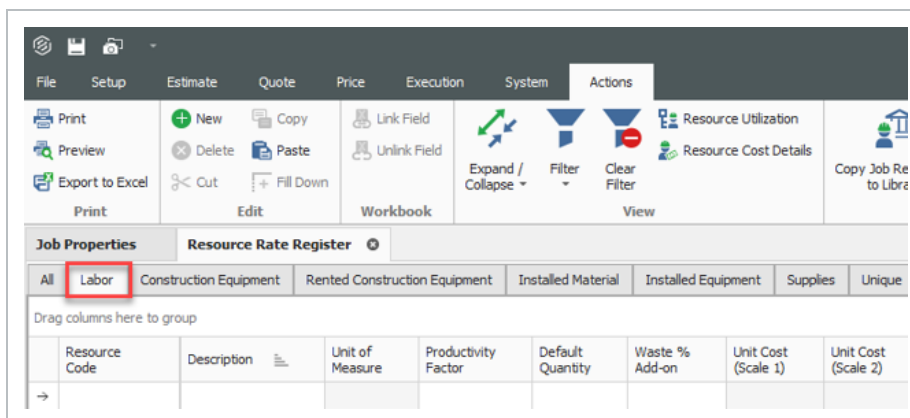 File Setup Estimate Quote Price Execution System Actions
Print New Copy Link Field Resource Utilization
Preview Delete Paste Unlink Field Resource Cost Details
Export to Excel Cut Fill Down Expand / Collapse Filter Clear Filter Copy Job
to
Print Edit Workbook View
Job Properties Resource Rate Register
All Labor Construction Equipment Rented Construction Equipment Installed Material Installed Equipment Supplies Unique
Drag columns here to group
Resource Code Description Unit of Measure Productivity Factor Default Quantity Waste % Add-on Unit Cost (Scale 1) Unit Cost (Scale 2)